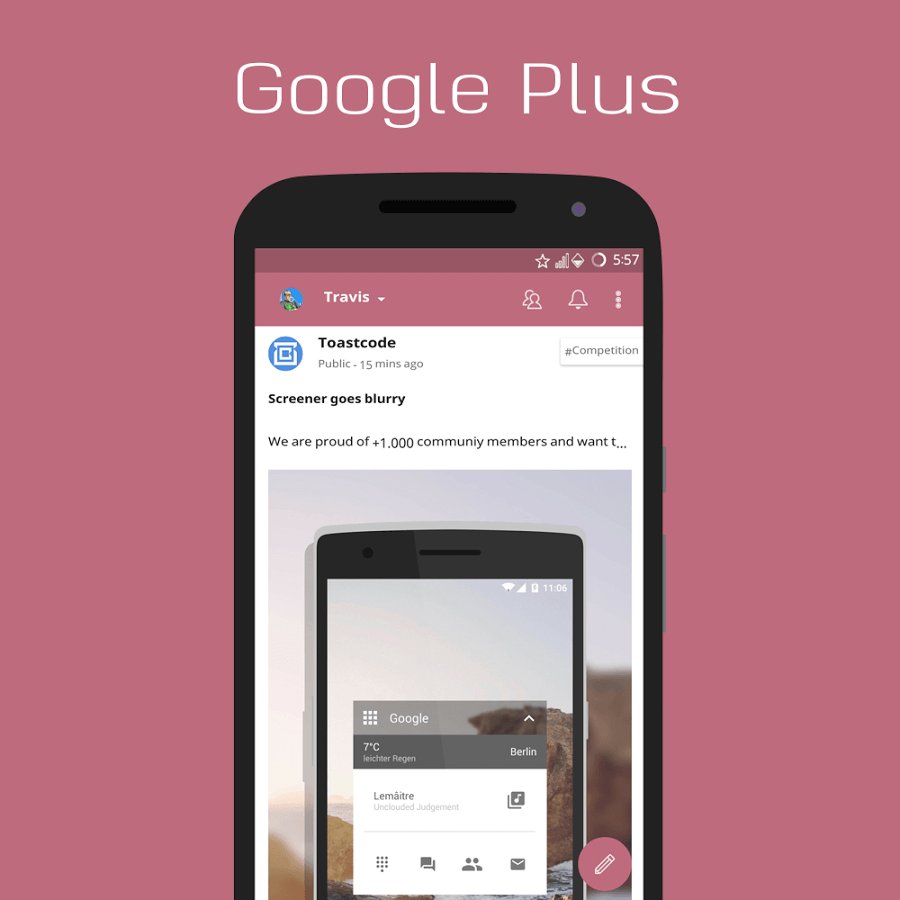 Google Plus
5:57
Travis
Toastcode
Public - 15 mins ago
#Competition
Screener goes blurry
We are proud of +1.000 communiy members and want t...
11:06
Google
7°C
leichter Regen
Berlin
Lemâitre
Unclouded Judgement